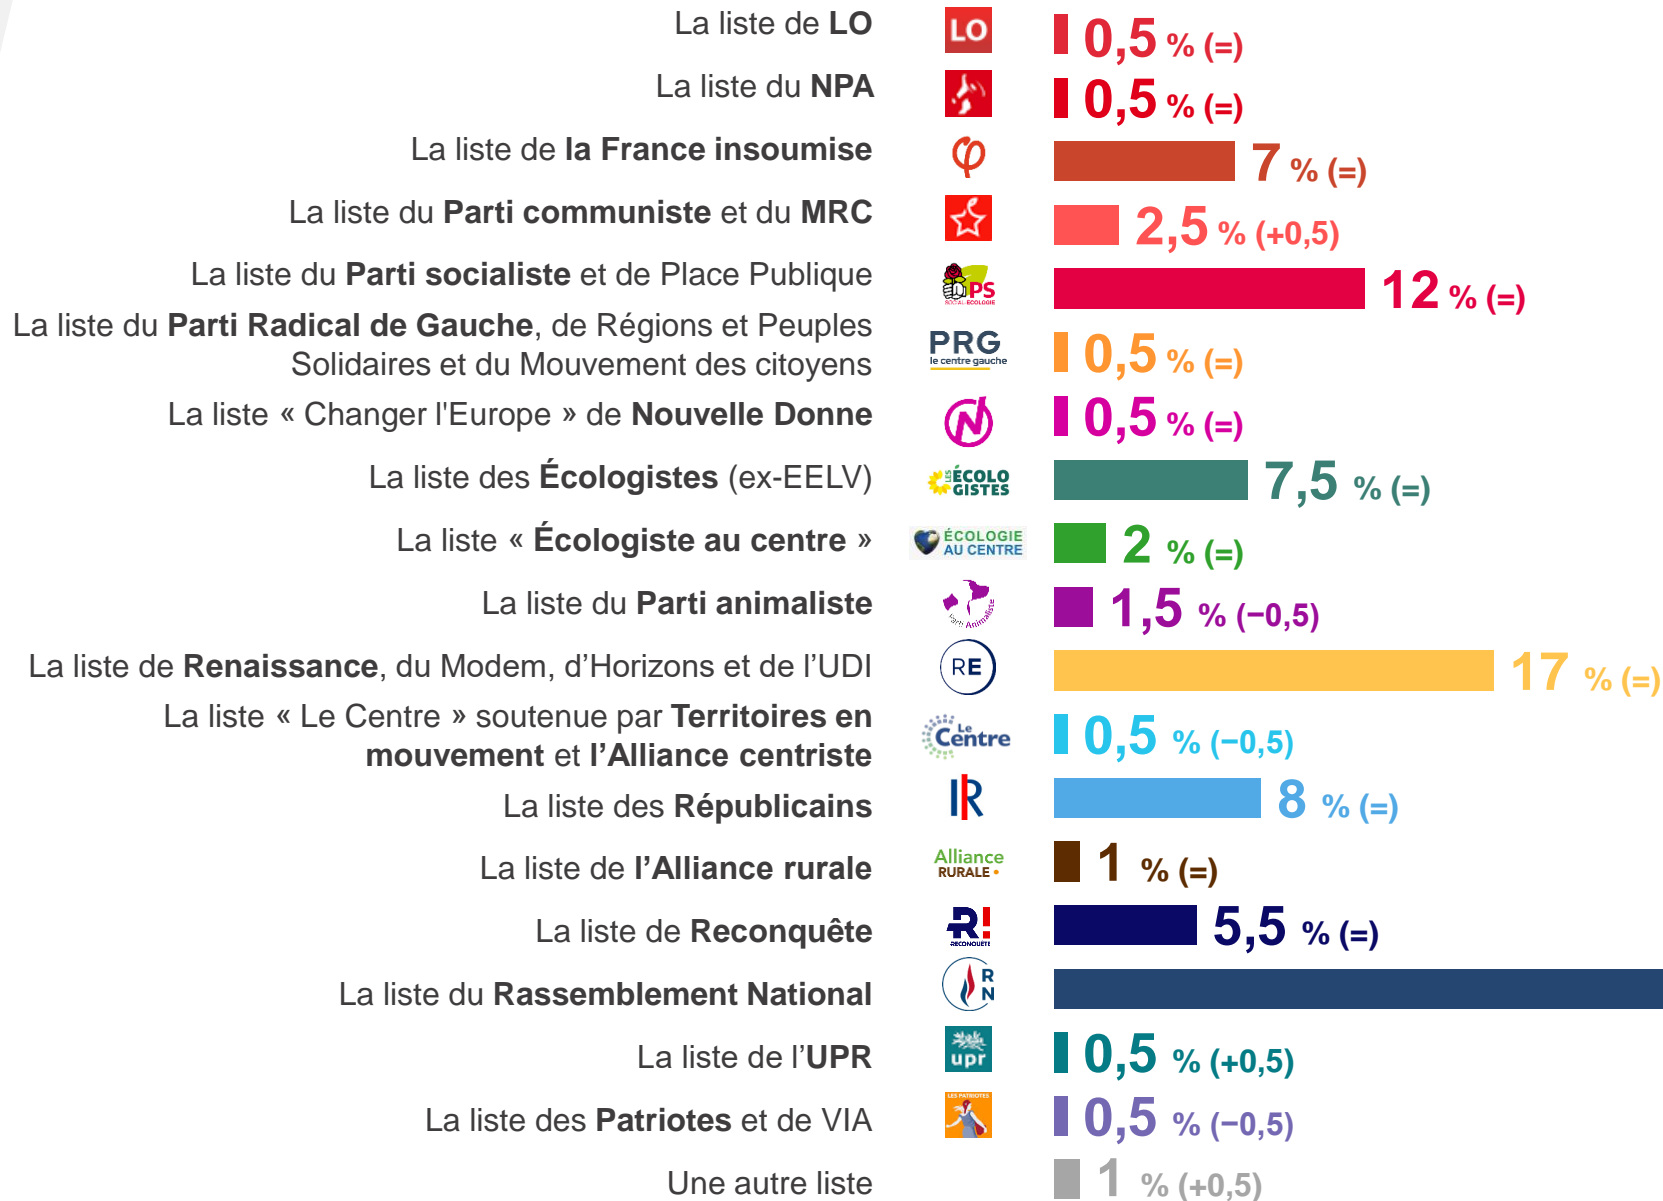 La liste de LO
LO
0,5 % (=)
La liste du NPA
0,5 % (=)
La liste de la France insoumise
φ
7 % (=)
La liste du Parti communiste et du MRC
2,5 % (+0,5)
La liste du Parti socialiste et de Place Publique
PS
SOCIAL-ECOLOGIE
12 % (=)
La liste du Parti Radical de Gauche, de Régions et Peuples
Solidaires et du Mouvement des citoyens
PRG
le centre gauche
0,5 % (=)
La liste « Changer l'Europe » de Nouvelle Donne
N
0,5 % (=)
La liste des Écologistes (ex-EELV)
LES ÉCOLO
GISTES
7,5 % (=)
La liste « Écologiste au centre »
ÉCOLOGIE
AU CENTRE
2 % (=)
La liste du Parti animaliste
Parti Animaliste
1,5 % (−0,5)
La liste de Renaissance, du Modem, d’Horizons et de l’UDI
RE
17 % (=)
La liste « Le Centre » soutenue par Territoires en
mouvement et l’Alliance centriste
Le
Centre
0,5 % (−0,5)
La liste des Républicains
R
8 % (=)
La liste de l’Alliance rurale
Alliance
RURALE
1 % (=)
La liste de Reconquête
R!
RECONQUÊTE
5,5 % (=)
La liste du Rassemblement National
R
N
La liste de l’UPR
upr
0,5 % (+0,5)
La liste des Patriotes et de VIA
LES PATRIOTES
0,5 % (−0,5)
Une autre liste
1 % (+0,5)